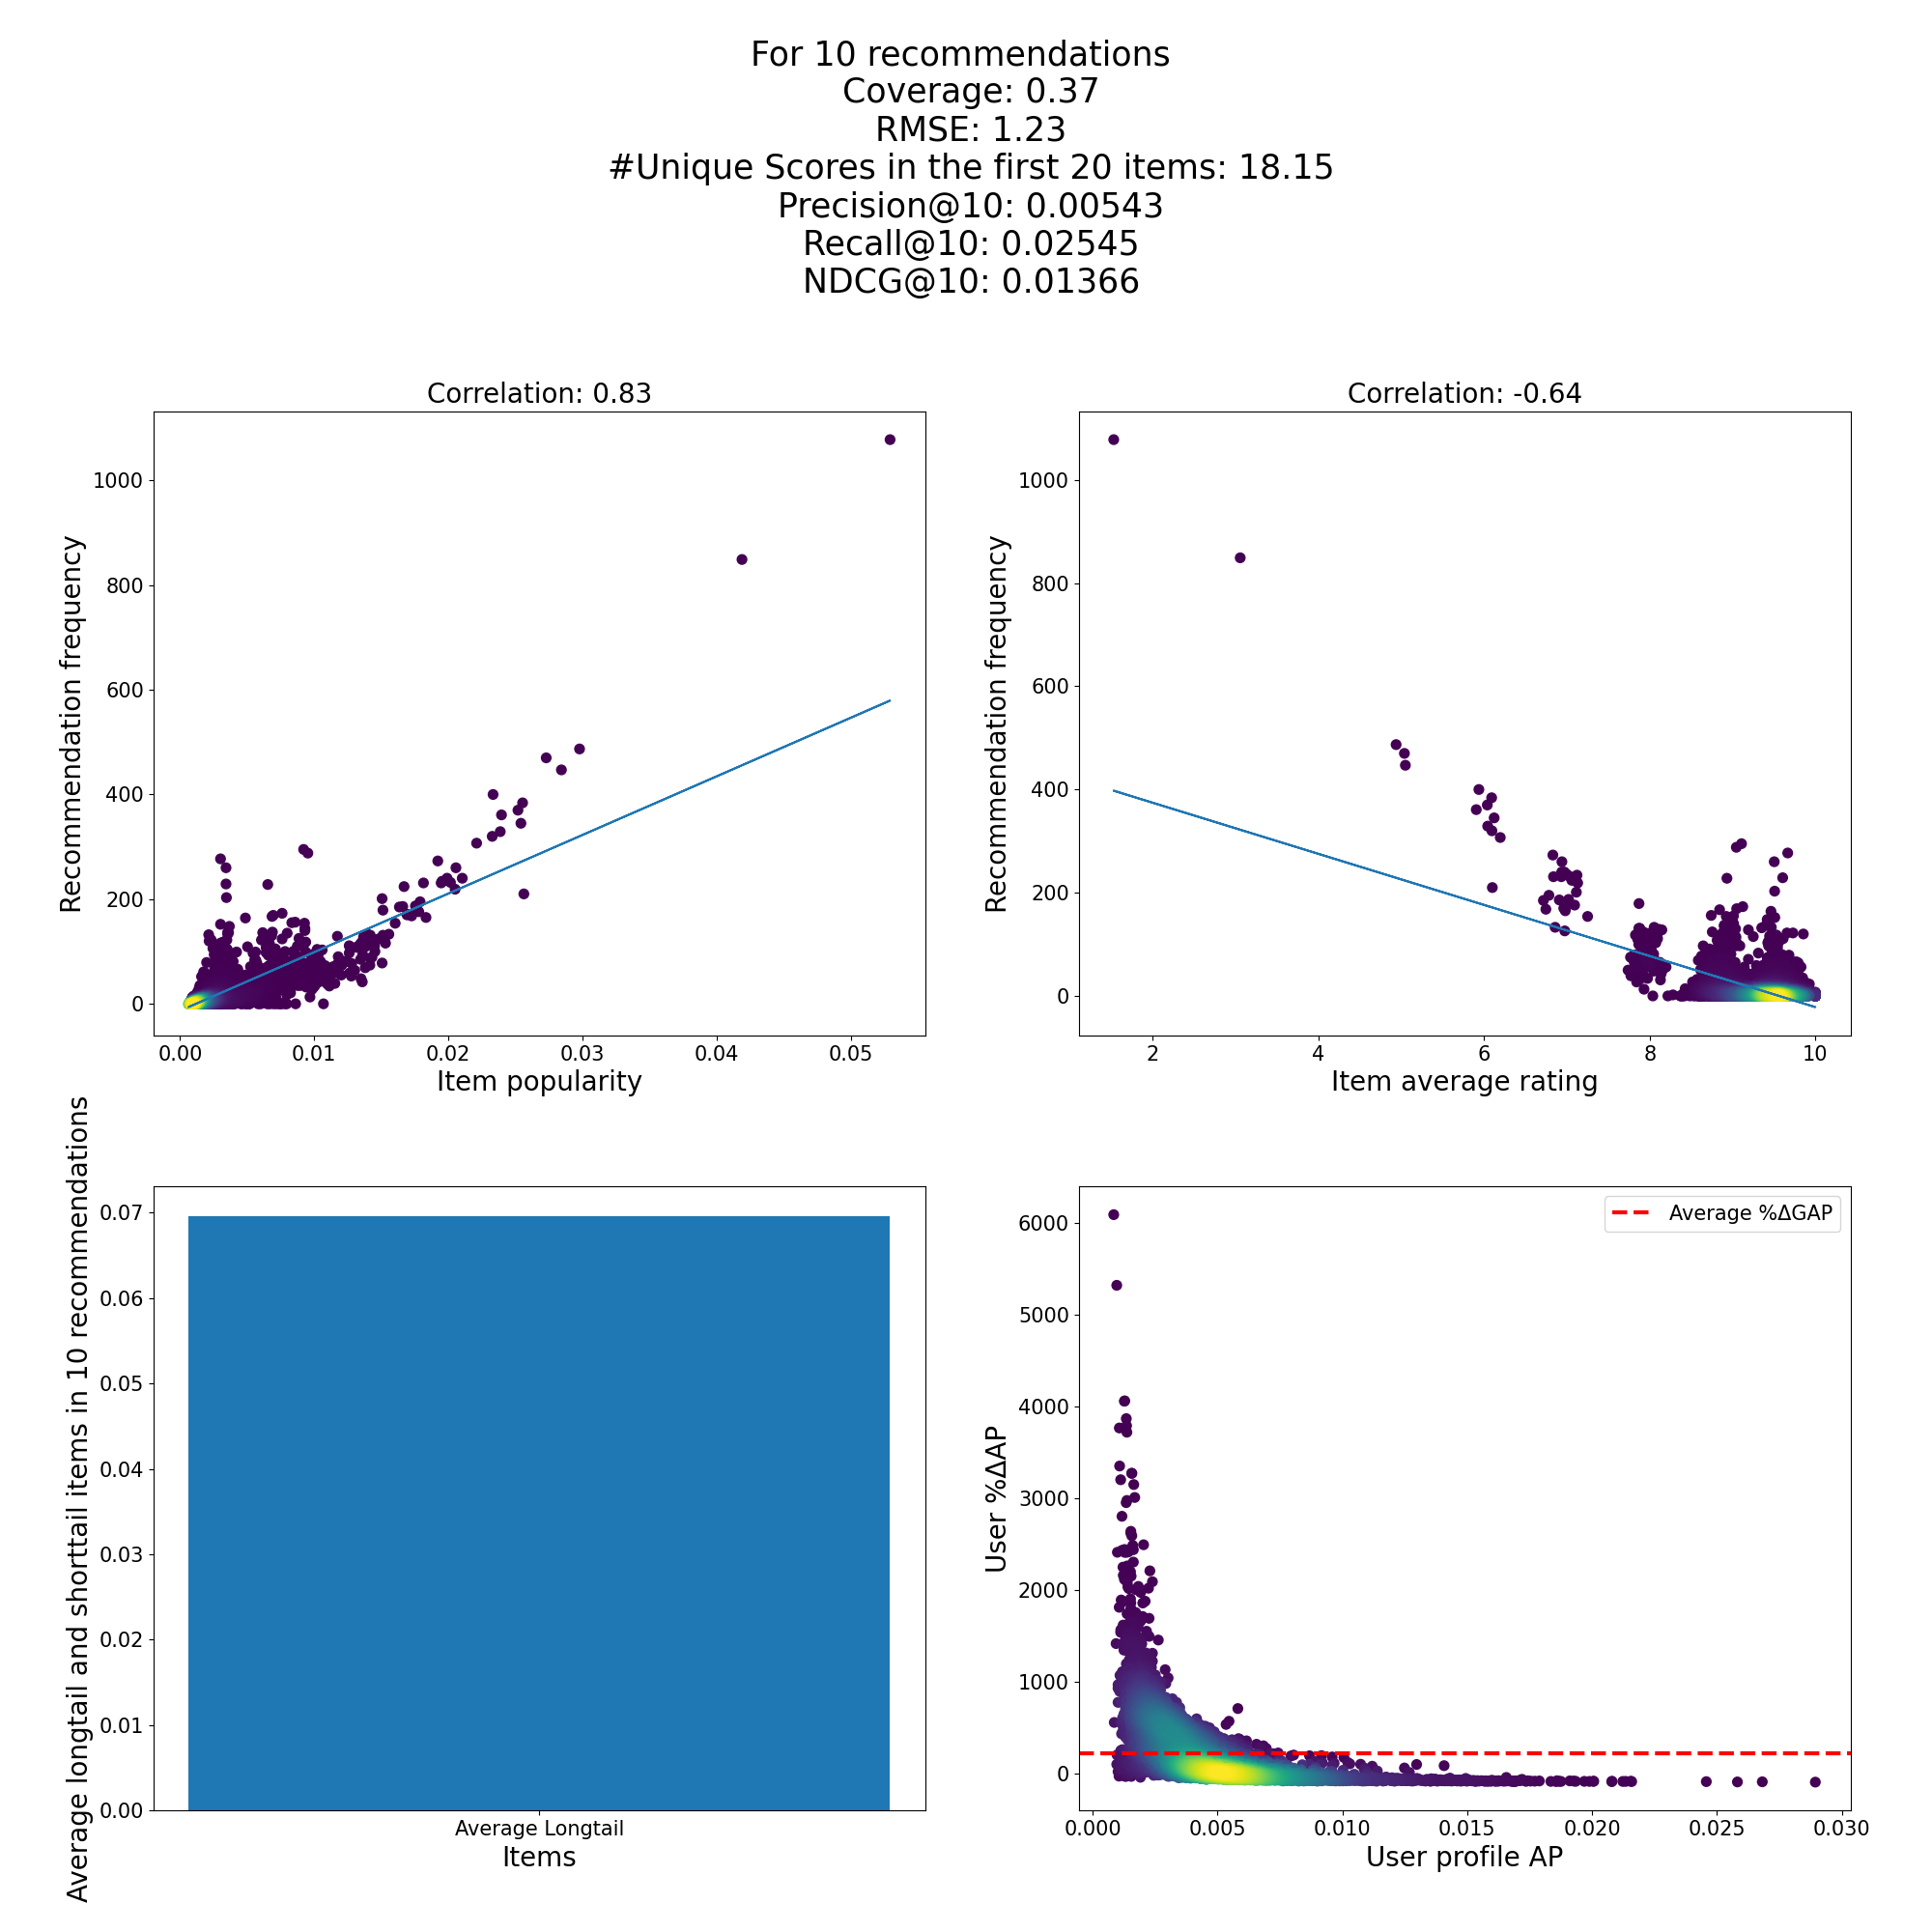 For 10 recommendations
Coverage: 0.37
RMSE: 1.23
#Unique Scores in the first 20 items: 18.15
Precision@10: 0.00543
Recall@10: 0.02545
NDCG@10: 0.01366
Correlation: 0.83
Recommendation frequency
1000
800
600
400
200
0
0.00 0.01 0.02 0.03 0.04 0.05
Item popularity
Correlation: -0.64
Recommendation frequency
1000
800
600
400
200
0
2 4 6 8 10
Item average rating
Average longtail and shorttail items in 10 recommendations
0.07
0.06
0.05
0.04
0.03
0.02
0.01
0.00
Average Longtail
Items
Average %ΔGAP
User %ΔAP
6000
5000
4000
3000
2000
1000
0
0.000 0.005 0.010 0.015 0.020 0.025 0.030
User profile AP